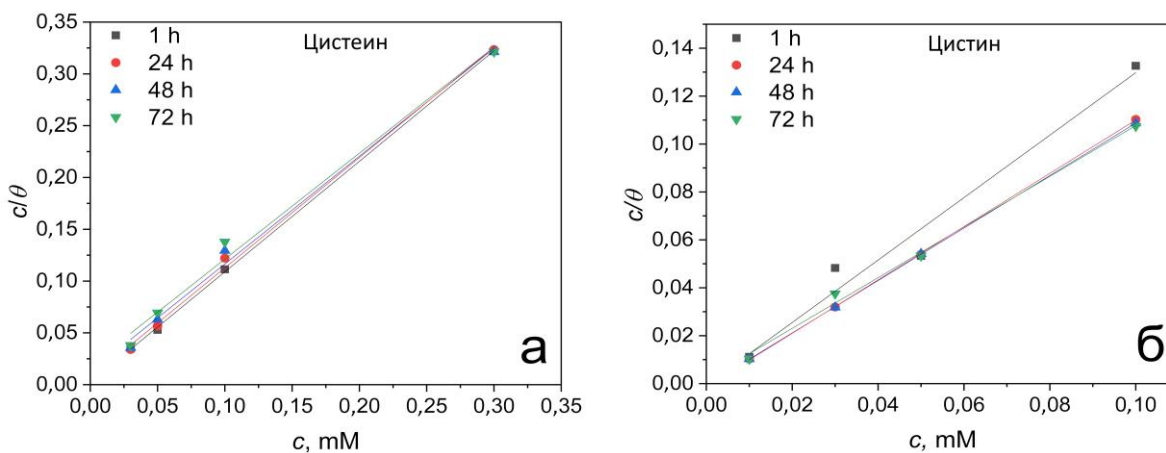 Цистеин
1 h
24 h
48 h
72 h
0,35
0,30
0,25
0,20
0,15
0,10
0,05
0,00
c/θ
0,00 0,05 0,10 0,15 0,20 0,25 0,30 0,35
c, mM
а
Цистин
1 h
24 h
48 h
72 h
0,14
0,12
0,10
0,08
0,06
0,04
0,02
0,00
c/θ
0,00 0,02 0,04 0,06 0,08 0,10
c, mM
б